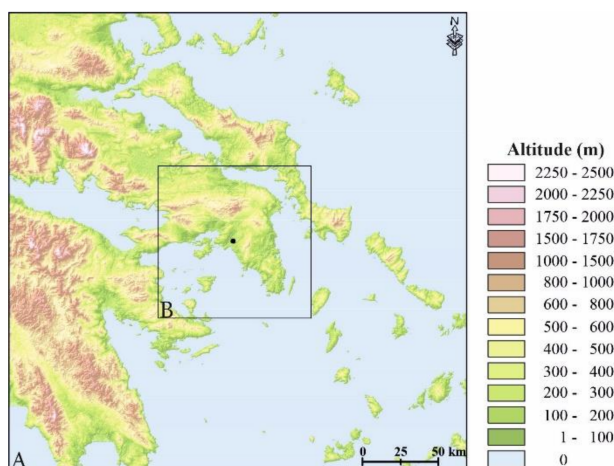 N
B
A
0 25 50 km
Altitude (m)
2250 - 2500
2000 - 2250
1750 - 2000
1500 - 1750
1000 - 1500
800 - 1000
600 - 800
500 - 600
400 - 500
300 - 400
200 - 300
100 - 200
1 - 100
0